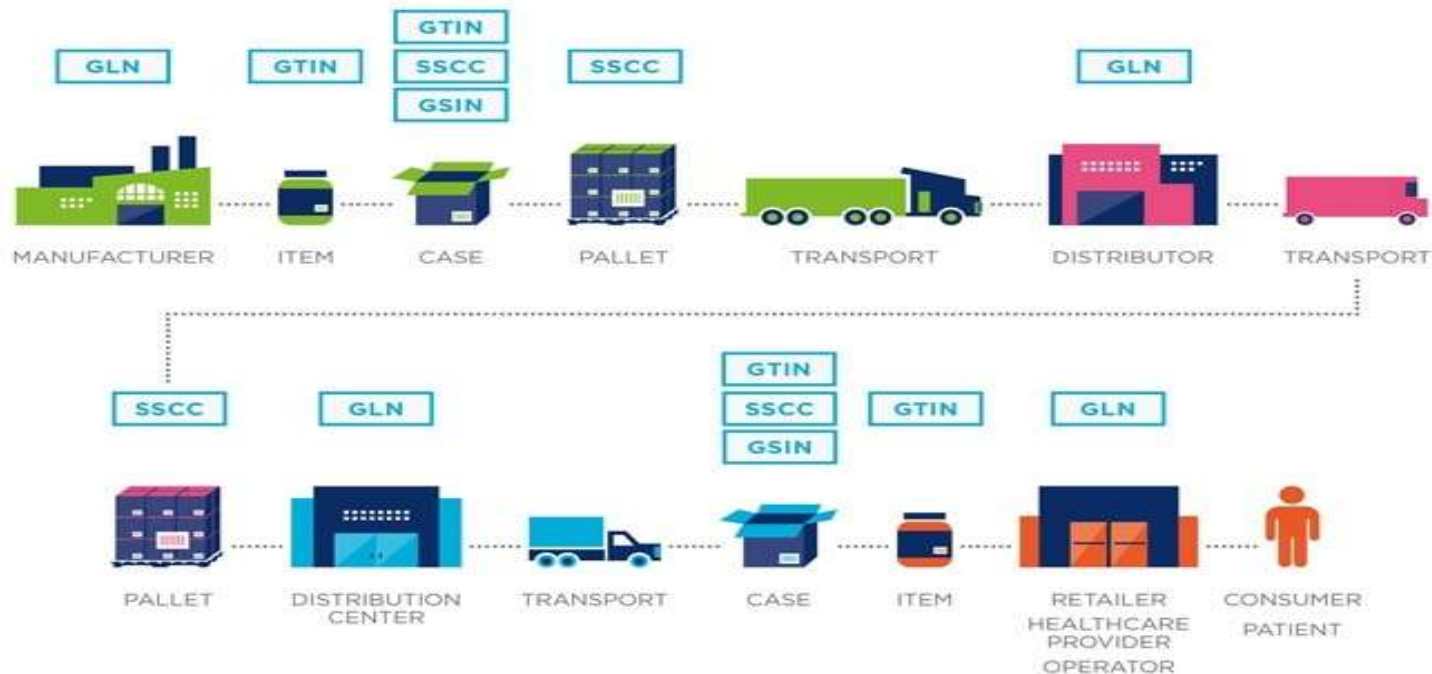 GTIN
GLN GTIN SSCC SSCC GLN
GSIN
MANUFACTURER ITEM CASE PALLET TRANSPORT DISTRIBUTOR TRANSPORT
GTIN
SSCC GLN SSCC GTIN GLN
GSIN
PALLET DISTRIBUTION CENTER TRANSPORT CASE ITEM RETAILER CONSUMER
HEALTHCARE PROVIDER PATIENT
OPERATOR